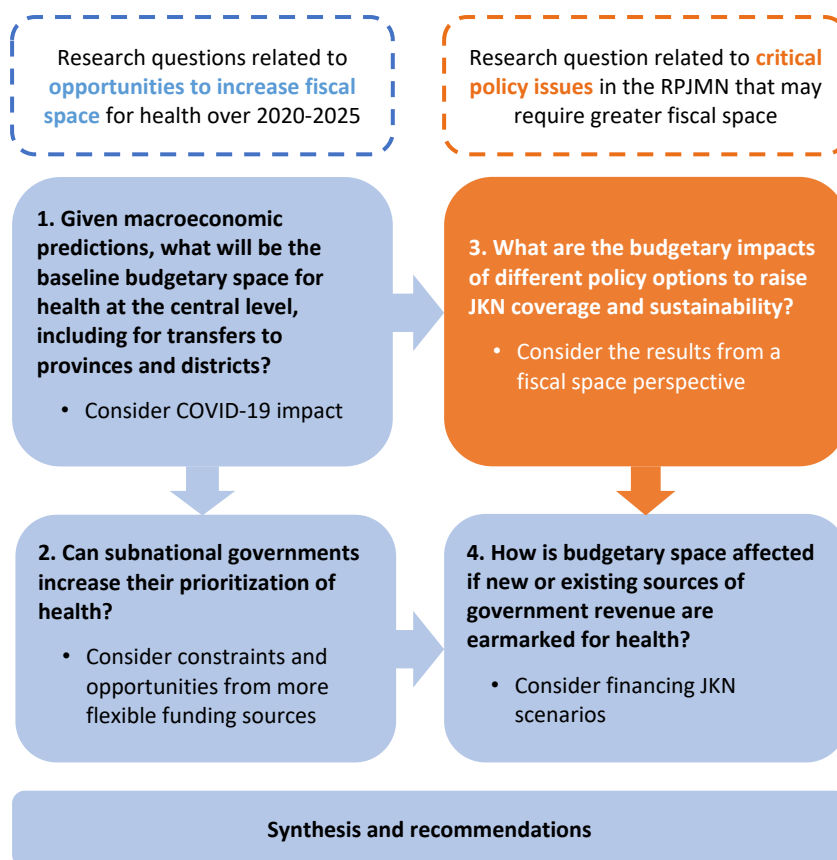 Research questions related to
opportunities to increase fiscal
space for health over 2020-2025
Research question related to critical
policy issues in the RPJMN that may
require greater fiscal space
1. Given macroeconomic
predictions, what will be the
baseline budgetary space for
health at the central level,
including for transfers to
provinces and districts?
• Consider COVID-19 impact
3. What are the budgetary impacts
of different policy options to raise
JKN coverage and sustainability?
• Consider the results from a
fiscal space perspective
2. Can subnational governments
increase their prioritization of
health?
• Consider constraints and
opportunities from more
flexible funding sources
4. How is budgetary space affected
if new or existing sources of
government revenue are
earmarked for health?
• Consider financing JKN
scenarios
Synthesis and recommendations